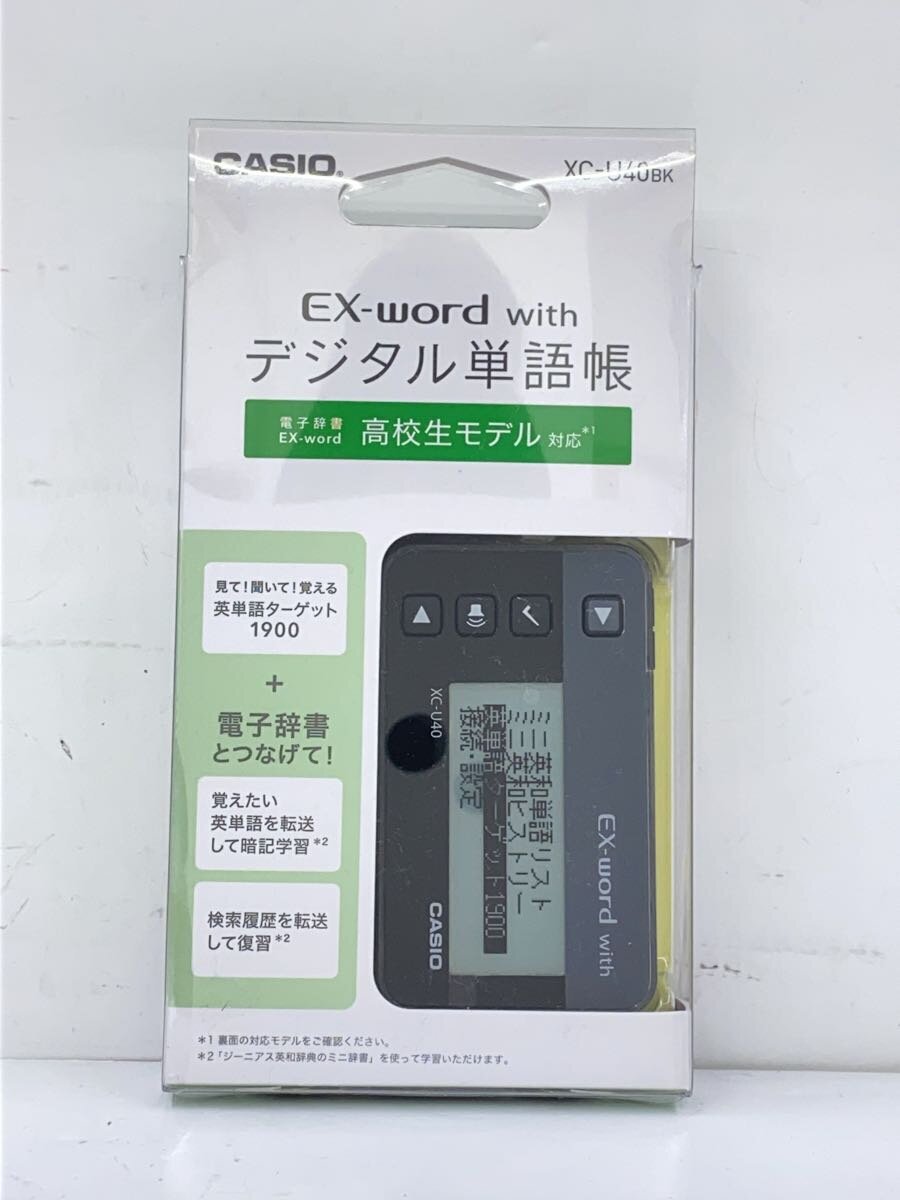 CASIO®
XC-U40BK
EX-word with
デジタル単語帳
電子辞書
EX-word
高校生モデル対応*1
見て!聞いて!覚える
英単語ターゲット
1900
+
電子辞書
とつなげて!
覚えたい
英単語を転送
して暗記学習*2
検索履歴を転送
して復習*2
XC-U40
ミニ英和単語リスト
ミニ英和ヒストリー
英単語ターゲット1900
接続・設定
CASIO
EX-word with
*1 裏面の対応モデルをご確認ください。
*2「ジーニアス英和辞典のミニ辞書」を使って学習いただけます。